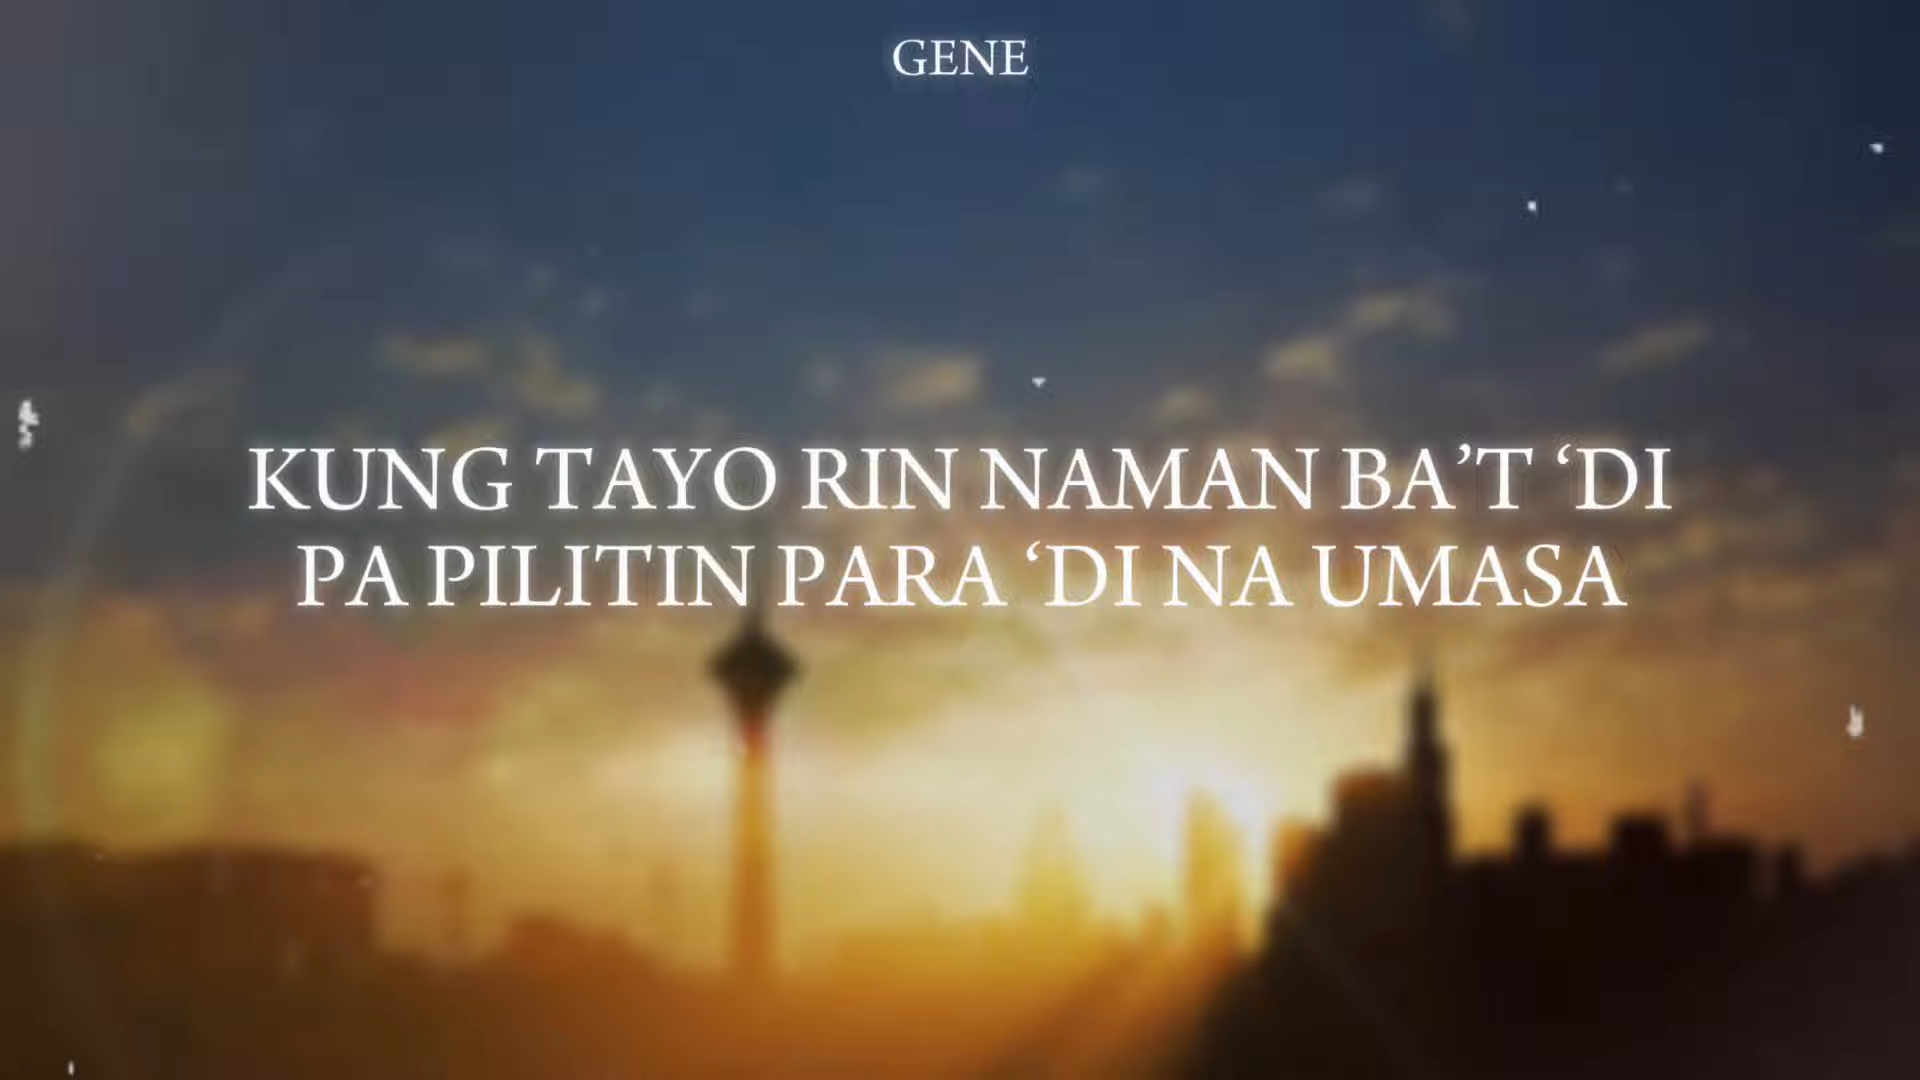 GENE
KUNG TAYO RIN NAMAN BA’T ‘DI
PA PILITIN PARA ‘DI NA UMASA